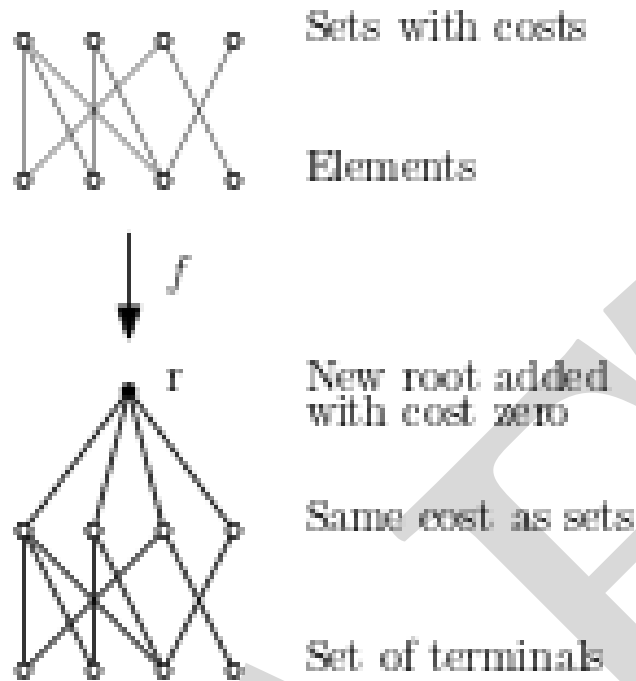 Sets with costs
Elements
f
r
New root added
with cost zero
Same cost as sets
Set of terminals